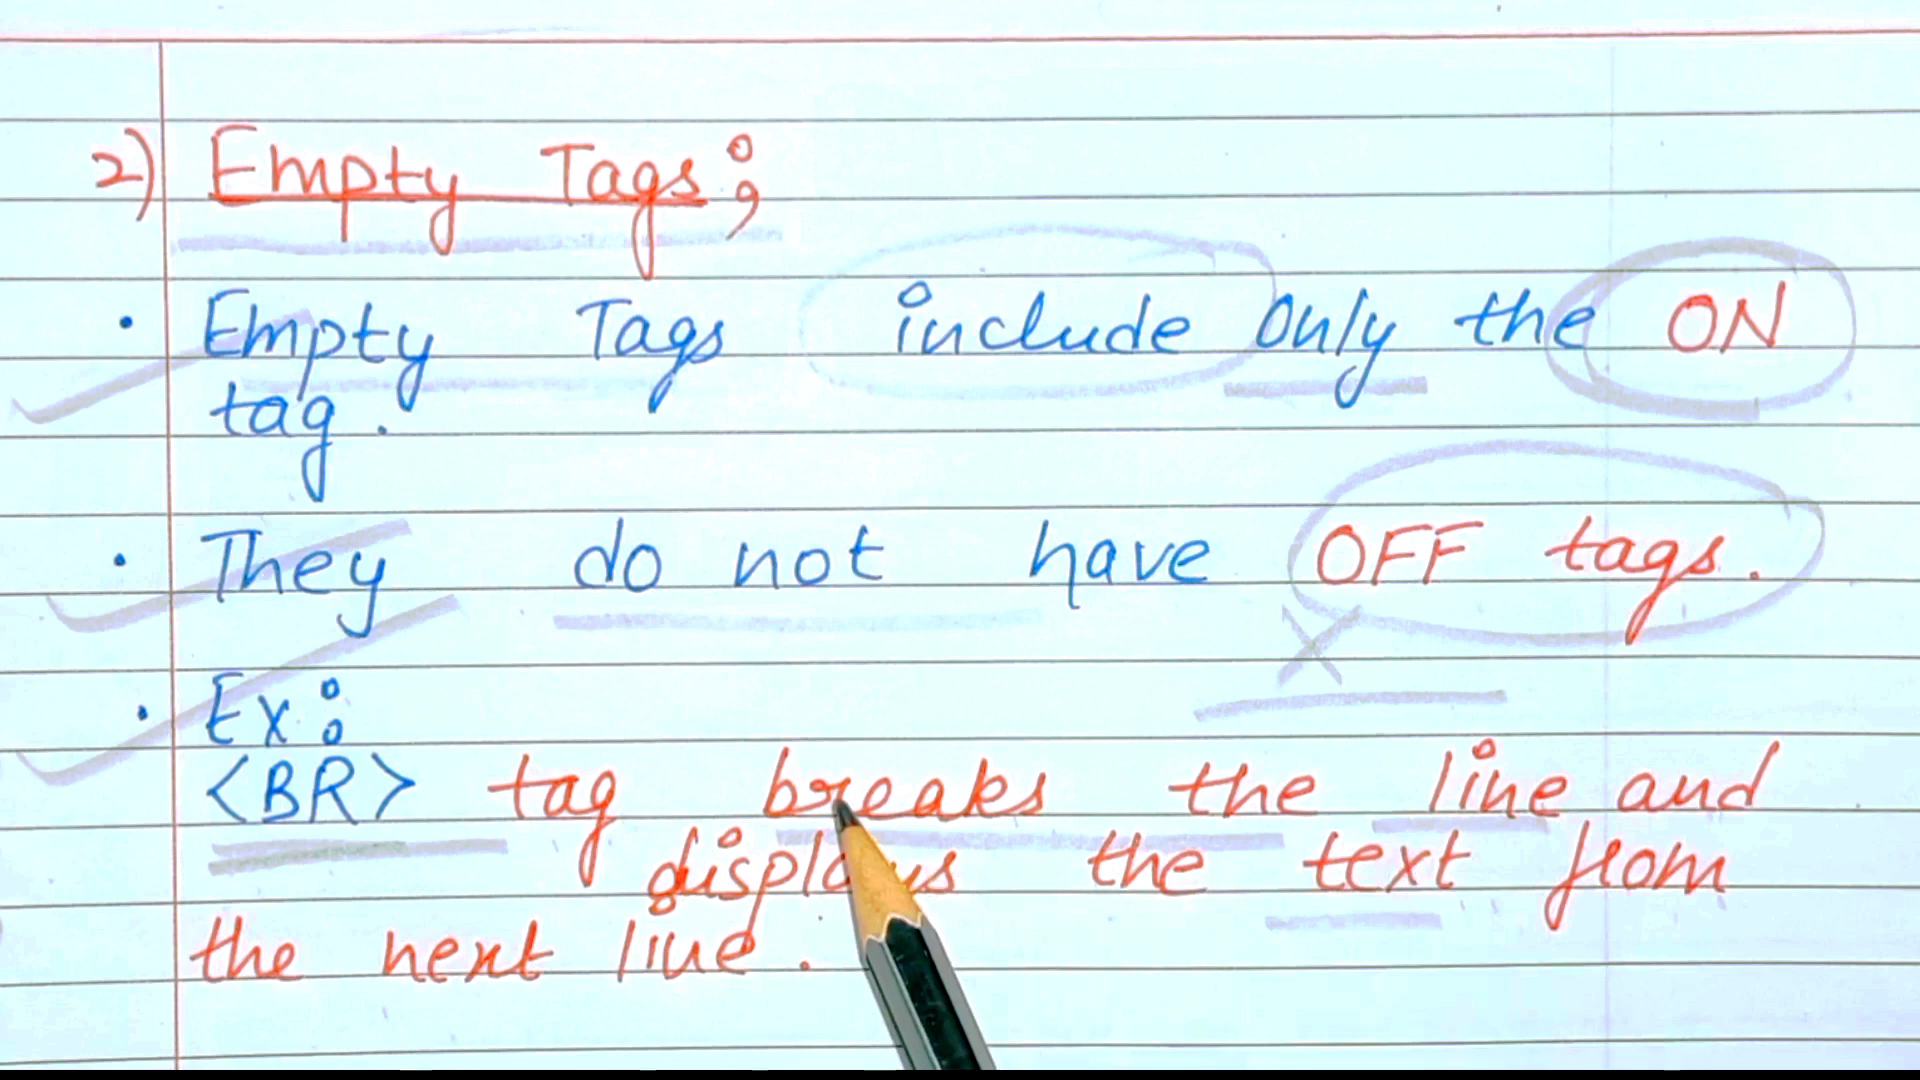 2) Empty Tags:
• Empty Tags include only the ON
tag.
• They do not have OFF tags.
• Ex:
<BR> tag breaks the line and
displays the text from
the next line.